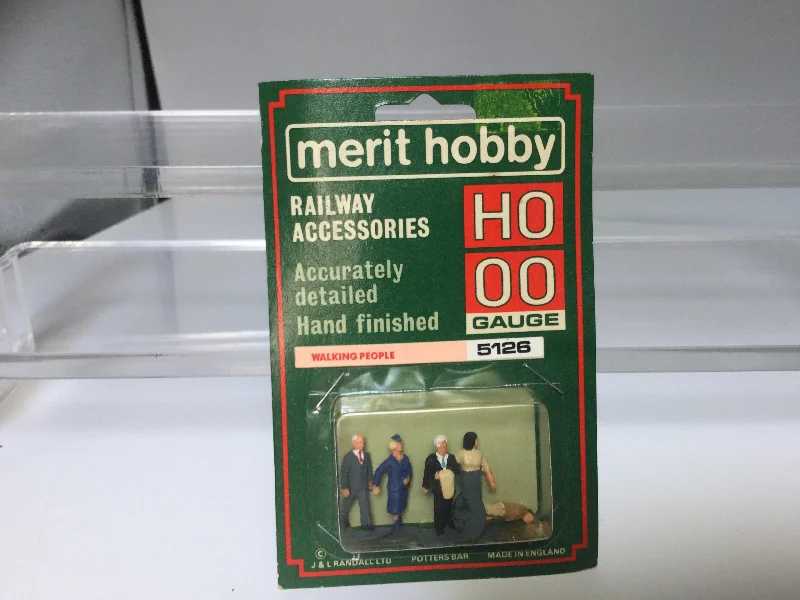 merit hobby
RAILWAY
ACCESSORIES
HO
Accurately
detailed
Hand finished
OO
GAUGE
WALKING PEOPLE
5126
© J & L RANDALL LTD POTTERS BAR MADE IN ENGLAND